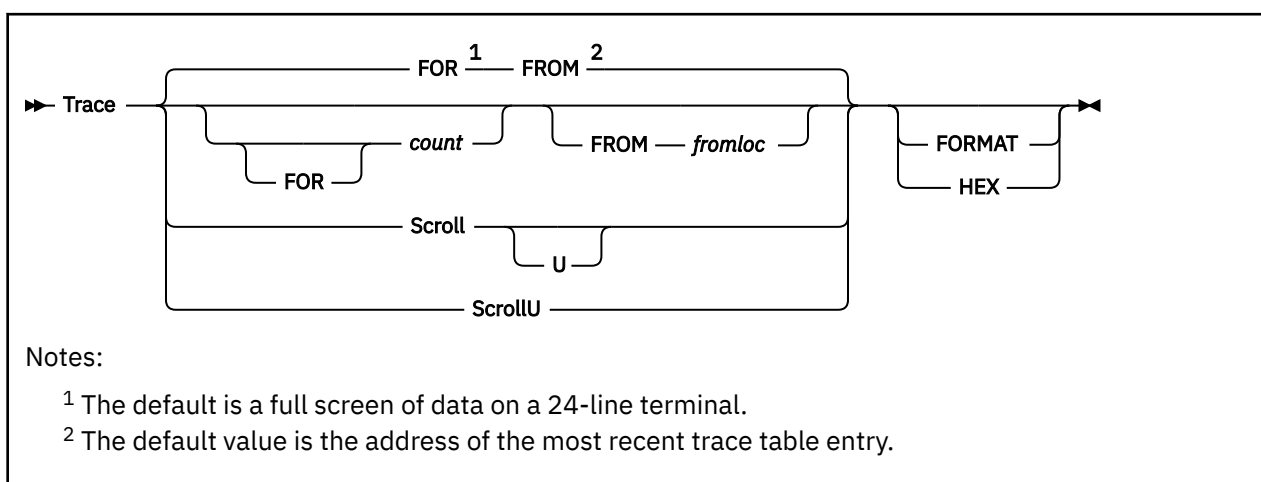 FOR 1 FROM 2
Trace
count FROM fromloc FORMAT
FOR HEX
Scroll
U
ScrollU
Notes:
1 The default is a full screen of data on a 24-line terminal.
2 The default value is the address of the most recent trace table entry.